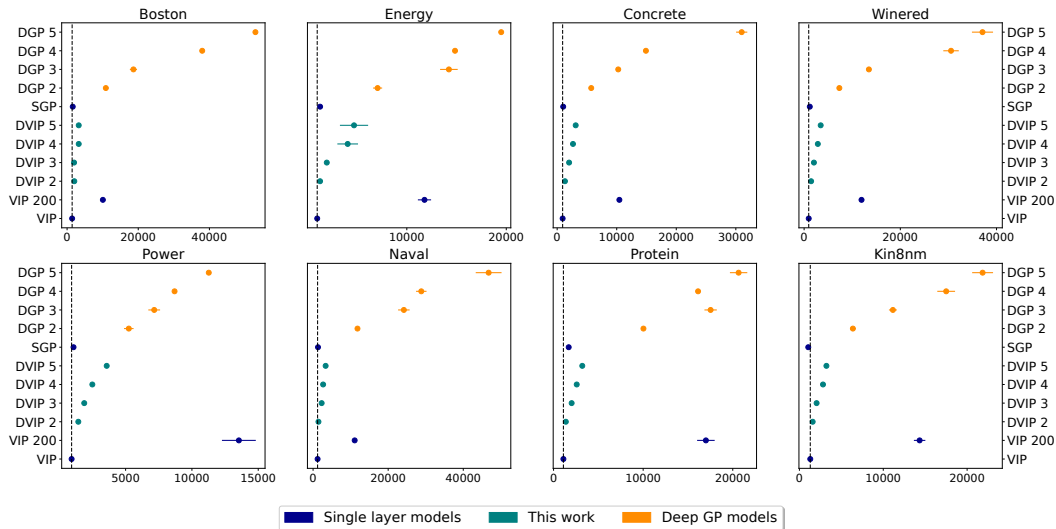 Boston
Energy
Concrete
Winered
DGP 5
DGP 4
DGP 3
DGP 2
SGP
DVIP 5
DVIP 4
DVIP 3
DVIP 2
VIP 200
VIP
DGP 5
DGP 4
DGP 3
DGP 2
SGP
DVIP 5
DVIP 4
DVIP 3
DVIP 2
VIP 200
VIP
0 20000 40000
10000 20000
0 10000 20000 30000
0 20000 40000
Power
Naval
Protein
Kin8nm
DGP 5
DGP 4
DGP 3
DGP 2
SGP
DVIP 5
DVIP 4
DVIP 3
DVIP 2
VIP 200
VIP
DGP 5
DGP 4
DGP 3
DGP 2
SGP
DVIP 5
DVIP 4
DVIP 3
DVIP 2
VIP 200
VIP
5000 10000 15000
0 20000 40000
0 10000 20000
0 10000 20000
Single layer models This work Deep GP models